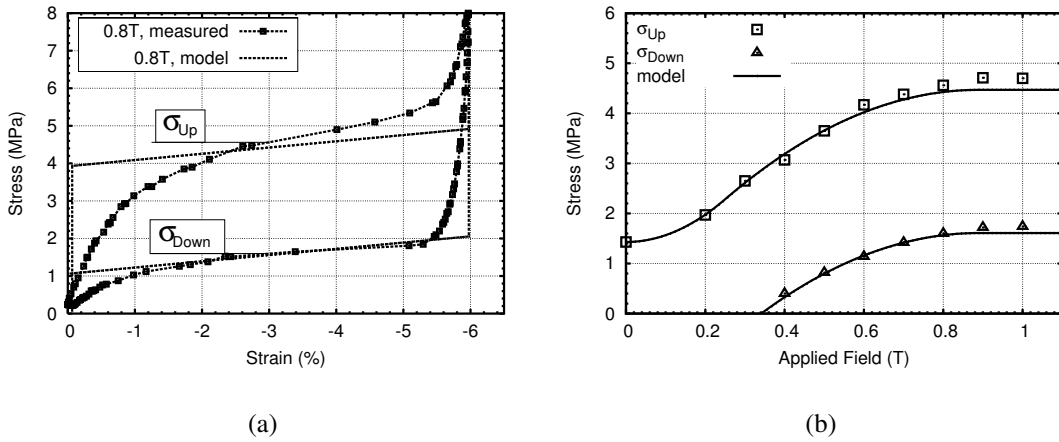 8
7
6
5
4
3
2
1
0
Stress (MPa)
0.8T, measured
0.8T, model
σUp
σDown
0 -1 -2 -3 -4 -5 -6
Strain (%)
(a)
6
5
4
3
2
1
0
Stress (MPa)
σUp
σDown
model
0 0.2 0.4 0.6 0.8 1
Applied Field (T)
(b)